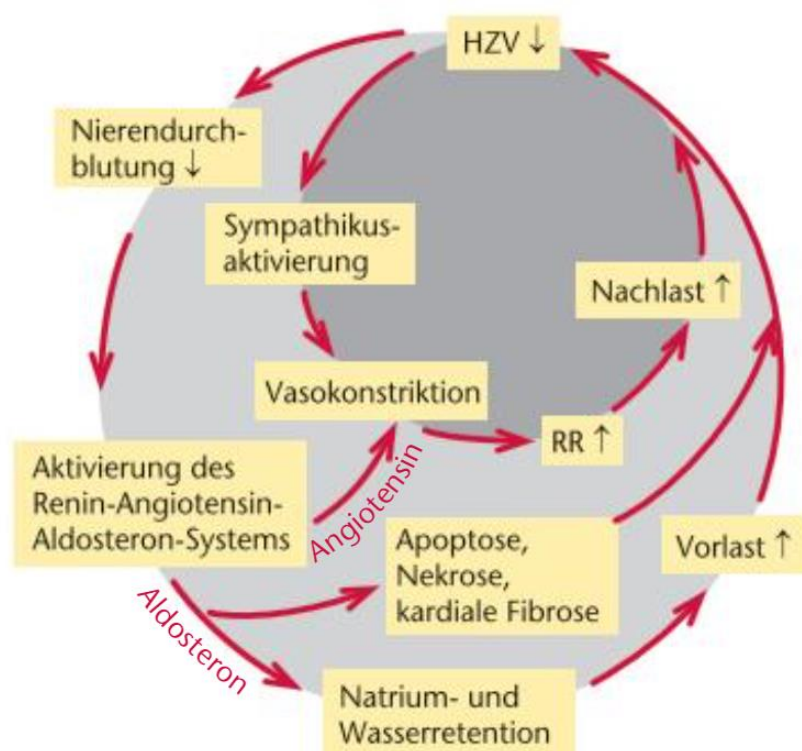 HZV ↓
Nierendurch-
blutung ↓
Sympathikus-
aktivierung
Nachlast ↑
Vasokonstriktion
RR ↑
Aktivierung des
Renin-Angiotensin-
Aldosteron-Systems
Angiotensin
Apoptose,
Nekrose,
kardiale Fibrose
Vorlast ↑
Aldosteron
Natrium- und
Wasserretention